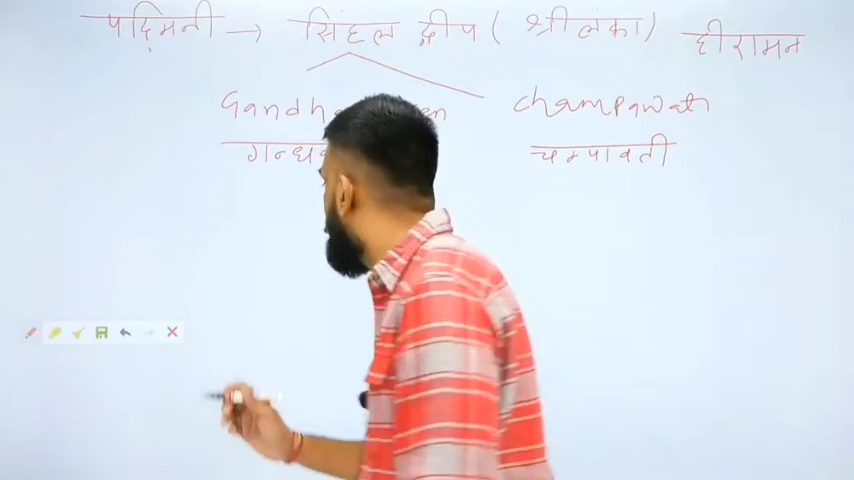 पद्मिनी → सिंहल द्वीप ( श्रीलंका) हीरामन
Champawati
चम्पावती